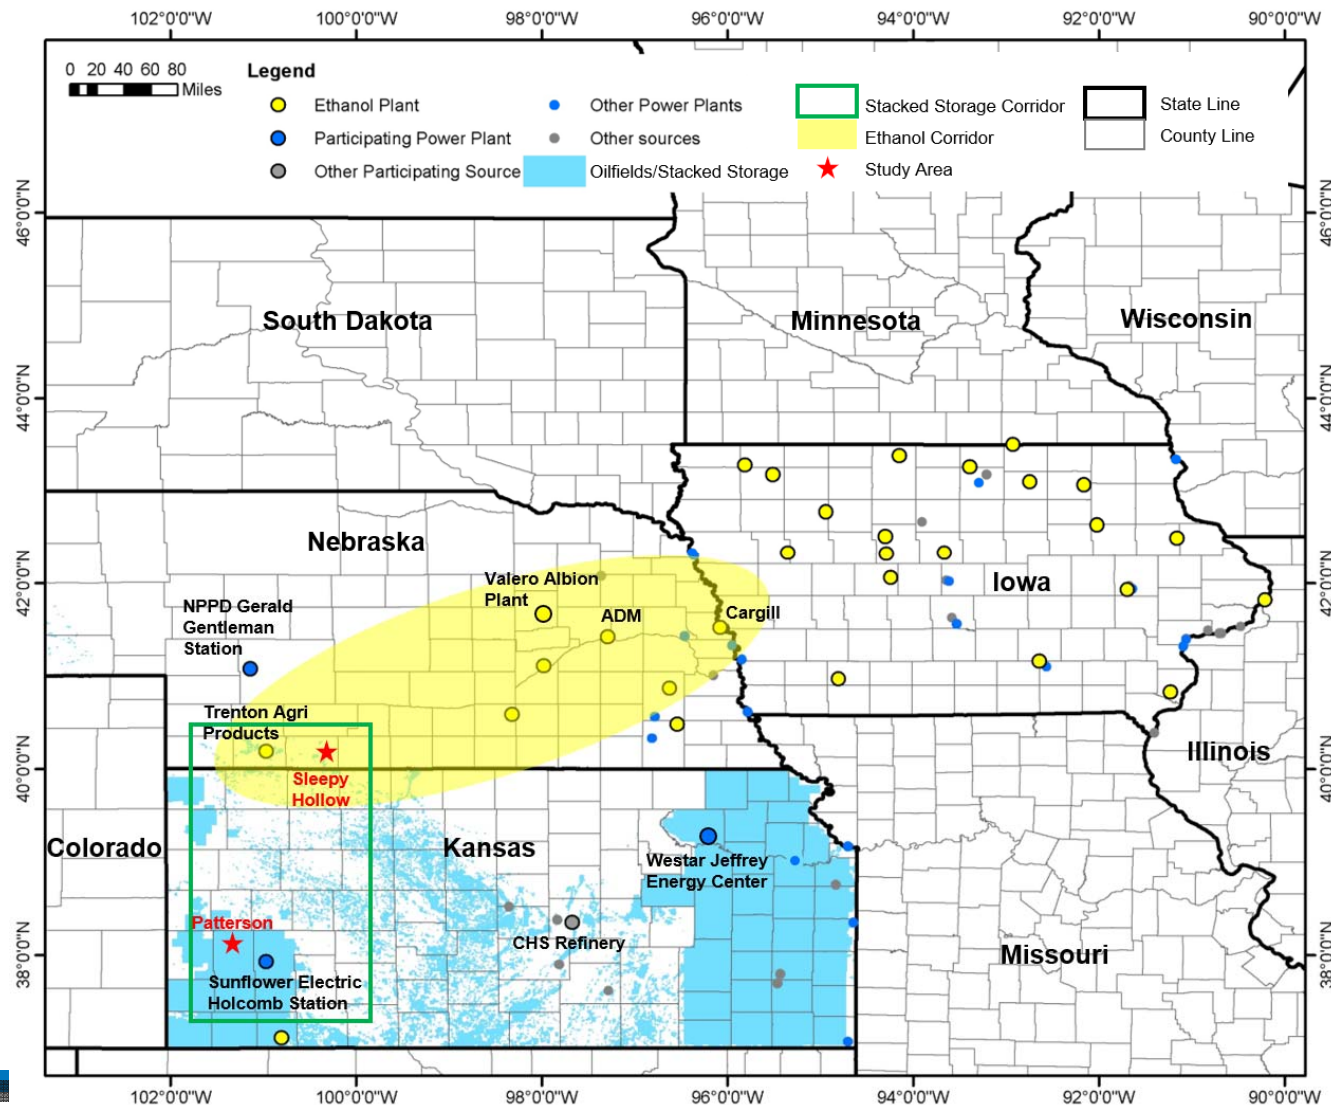 102°0'0"W 100°0'0"W 98°0'0"W 96°0'0"W 94°0'0"W 92°0'0"W 90°0'0"W
0 20 40 60 80
Miles
Legend
Ethanol Plant
Participating Power Plant
Other Participating Source
Other Power Plants
Other sources
Oilfields/Stacked Storage
Stacked Storage Corridor
Ethanol Corridor
Study Area
State Line
County Line
46°0'0"N
46°0'0"N
South Dakota
Minnesota
Wisconsin
44°0'0"N
44°0'0"N
Nebraska
Iowa
42°0'0"N
42°0'0"N
Valero Albion
Plant
ADM
Cargill
NPPD Gerald
Gentleman
Station
Trenton Agri
Products
Sleepy
Hollow
Illinois
40°0'0"N
40°0'0"N
Colorado
Kansas
Westar Jeffrey
Energy Center
Patterson
CHS Refinery
Missouri
38°0'0"N
38°0'0"N
Sunflower Electric
Holcomb Station
102°0'0"W 100°0'0"W 98°0'0"W 96°0'0"W 94°0'0"W 92°0'0"W 90°0'0"W